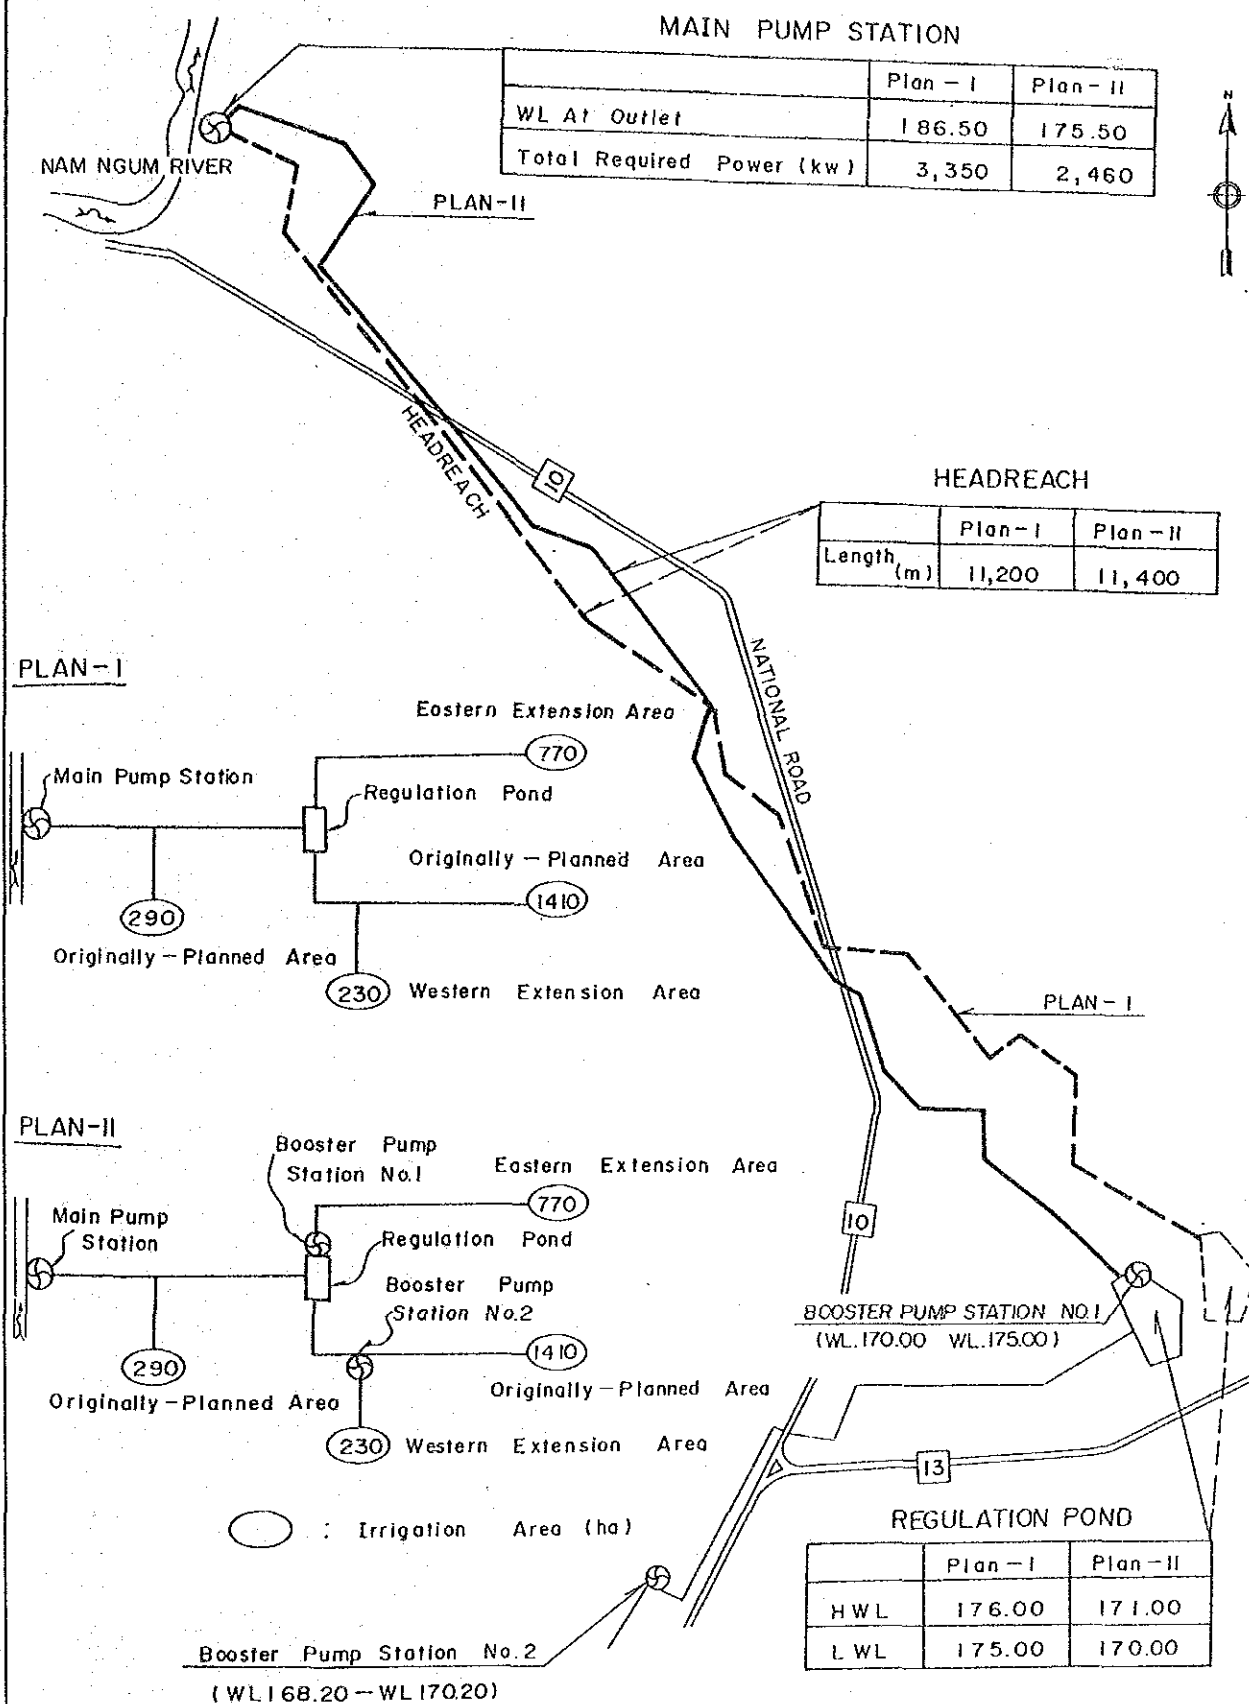 MAIN PUMP STATION
Plan-I Plan-II
WL At Outlet 186.50 175.50
Total Required Power (kw) 3,350 2,460
N
NAM NGUM RIVER
PLAN-II
HEADREACH
10
HEADREACH
Plan-I Plan-II
Length (m) 11,200 11,400
NATIONAL ROAD
PLAN-I
Eastern Extension Area
770
Main Pump Station
Regulation Pond
Originally-Planned Area
1410
290
Originally-Planned Area
230 Western Extension Area
PLAN-I
PLAN-II
Booster Pump
Station No.1
Eastern Extension Area
770
Main Pump
Station
Regulation Pond
Booster Pump
Station No.2
1410
290
Originally-Planned Area
Originally-Planned Area
230 Western Extension Area
10
BOOSTER PUMP STATION NO.1
(WL.170.00 WL.175.00)
13
: Irrigation Area (ha)
REGULATION POND
Plan-I Plan-II
HWL 176.00 171.00
LWL 175.00 170.00
Booster Pump Station No.2
(WL168.20-WL170.20)